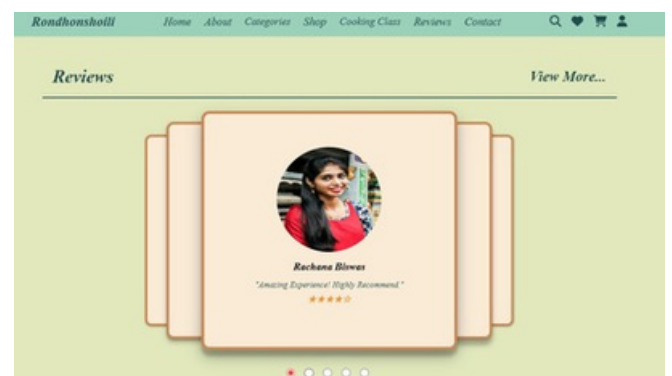 Rondhonshoili Home About Categories Shop Cooking Class Reviews Contact
Reviews View More...
Rachana Biswas
"Amazing Experience! Highly Recommend."